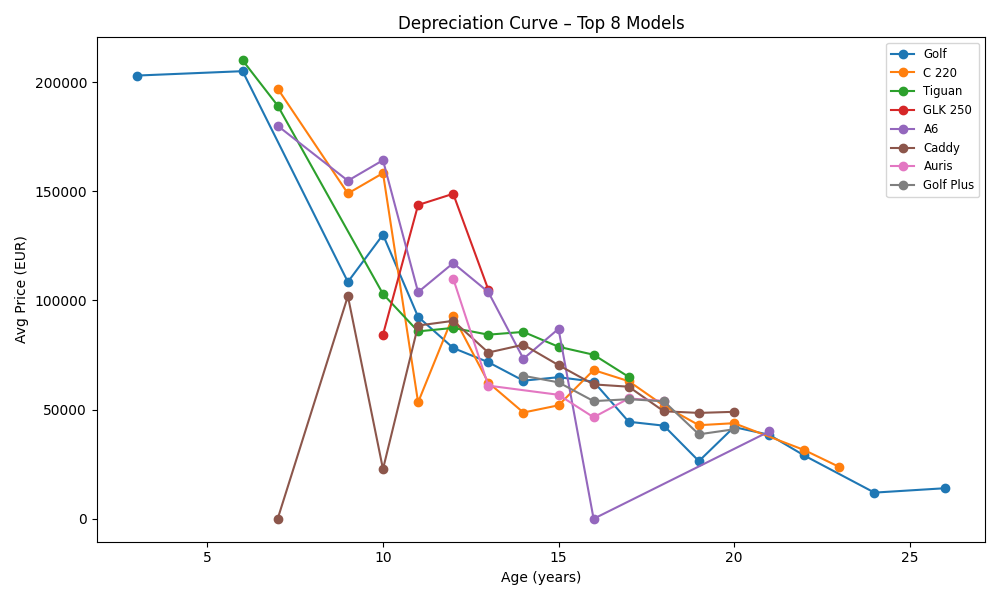 Depreciation Curve – Top 8 Models
Golf
C 220
Tiguan
GLK 250
A6
Caddy
Auris
Golf Plus
Avg Price (EUR)
200000
150000
100000
50000
0
5 10 15 20 25
Age (years)